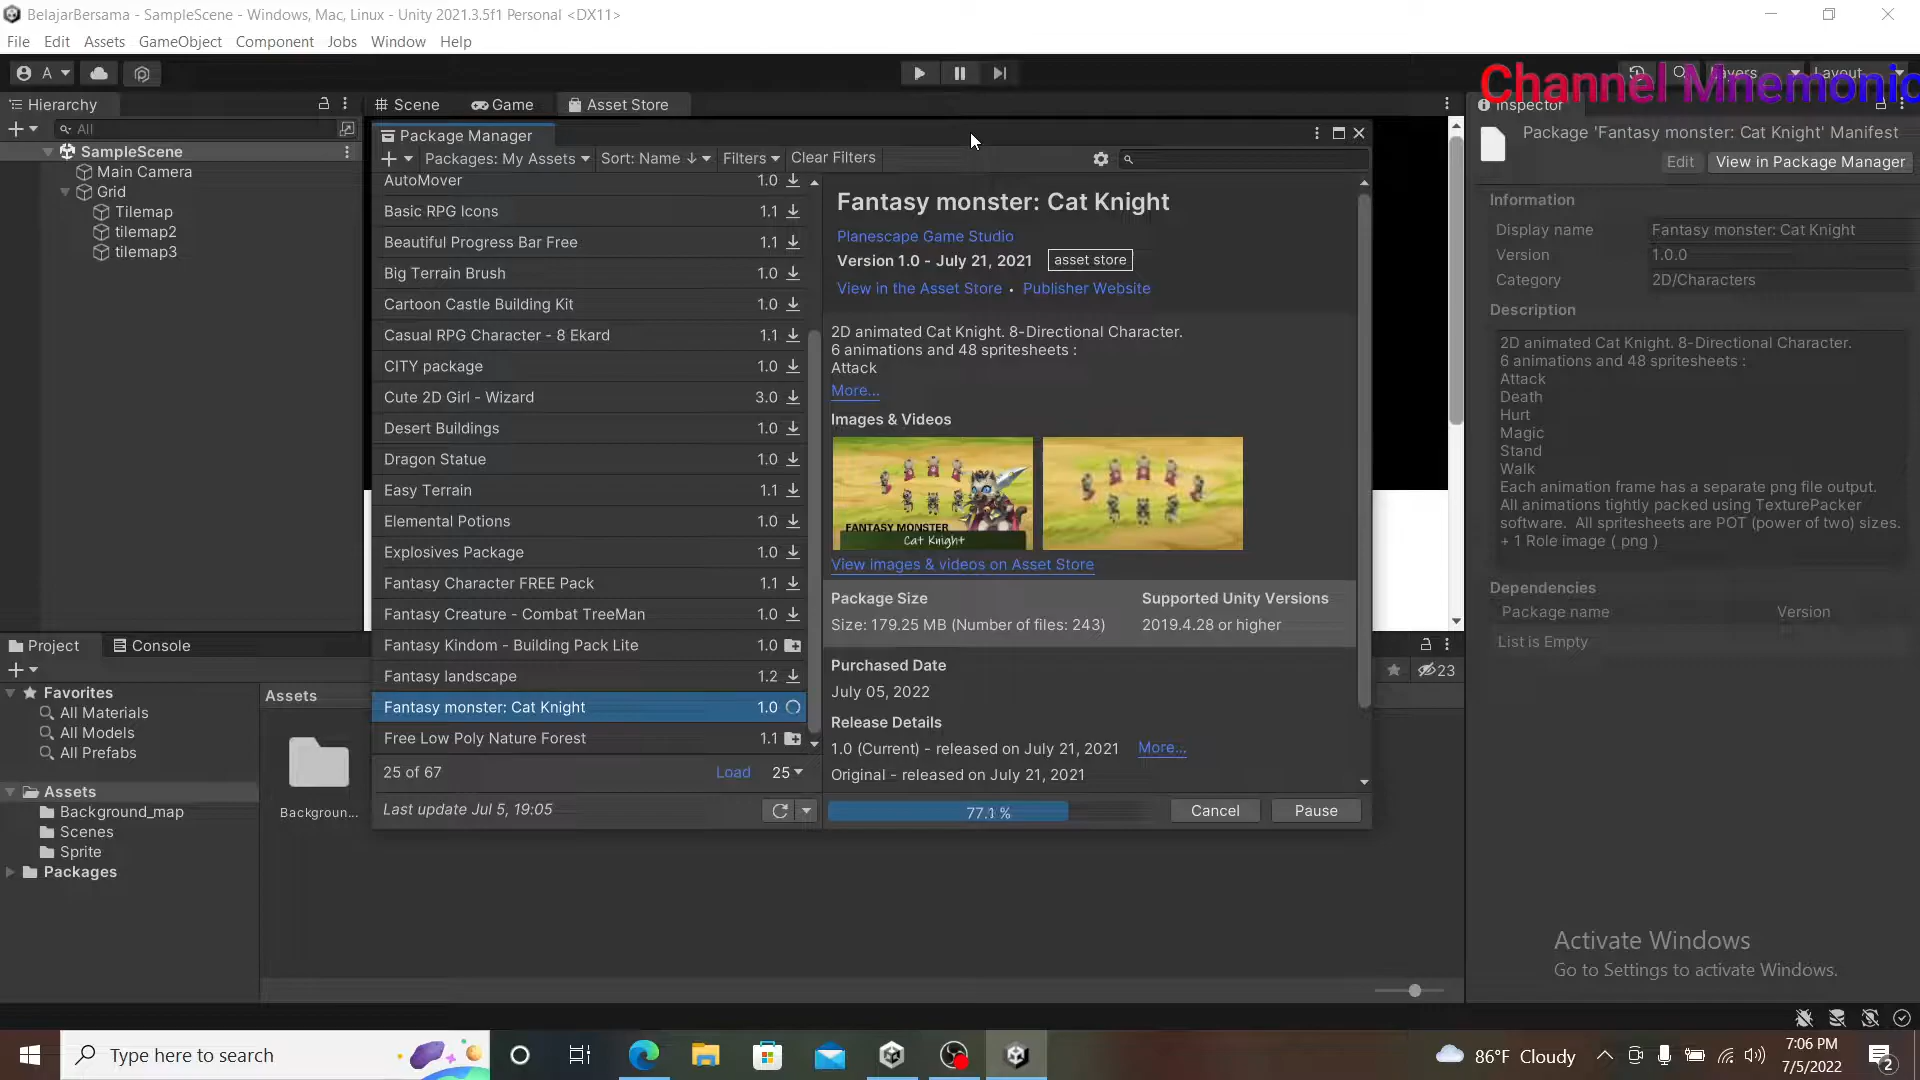 BelajarBersama - SampleScene - Windows, Mac, Linux - Unity 2021.3.5f1 Personal <DX11>
File Edit Assets GameObject Component Jobs Window Help
A
Channel Mnemonic
Hierarchy
Scene Game Asset Store
Inspector
All
SampleScene
Main Camera
Grid
Tilemap
tilemap2
tilemap3
Package Manager
Packages: My Assets Sort: Name ↓ Filters Clear Filters
AutoMover 1.0
Basic RPG Icons 1.1
Beautiful Progress Bar Free 1.1
Big Terrain Brush 1.0
Cartoon Castle Building Kit 1.0
Casual RPG Character - 8 Ekard 1.1
CITY package 1.0
Cute 2D Girl - Wizard 3.0
Desert Buildings 1.0
Dragon Statue 1.0
Easy Terrain 1.1
Elemental Potions 1.0
Explosives Package 1.0
Fantasy Character FREE Pack 1.1
Fantasy Creature - Combat TreeMan 1.0
Fantasy Kindom - Building Pack Lite 1.0
Fantasy landscape 1.2
Fantasy monster: Cat Knight 1.0
Free Low Poly Nature Forest 1.1
25 of 67 Load 25
Last update Jul 5, 19:05
Fantasy monster: Cat Knight
Planescape Game Studio
Version 1.0 - July 21, 2021 asset store
View in the Asset Store • Publisher Website
2D animated Cat Knight. 8-Directional Character.
6 animations and 48 spritesheets :
Attack
More...
Images & Videos
FANTASY MONSTER
Cat Knight
View images & videos on Asset Store
Package Size
Size: 179.25 MB (Number of files: 243)
Supported Unity Versions
2019.4.28 or higher
Purchased Date
July 05, 2022
Release Details
1.0 (Current) - released on July 21, 2021 More...
Original - released on July 21, 2021
77.1 %
Cancel Pause
Package 'Fantasy monster: Cat Knight' Manifest
Edit View in Package Manager
Information
Display name Fantasy monster: Cat Knight
Version 1.0.0
Category 2D/Characters
Description
2D animated Cat Knight. 8-Directional Character.
6 animations and 48 spritesheets :
Attack
Death
Hurt
Magic
Stand
Walk
Each animation frame has a separate png file output.
All animations tightly packed using TexturePacker
software. All spritesheets are POT (power of two) sizes.
+ 1 Role image ( png )
Dependencies
Package name Version
List is Empty
Project Console
23
Favorites
All Materials
All Models
All Prefabs
Assets
Background_map
Scenes
Sprite
Packages
Assets
Backgroun...
Activate Windows
Go to Settings to activate Windows.
Type here to search
86°F Cloudy
7:06 PM
7/5/2022
2